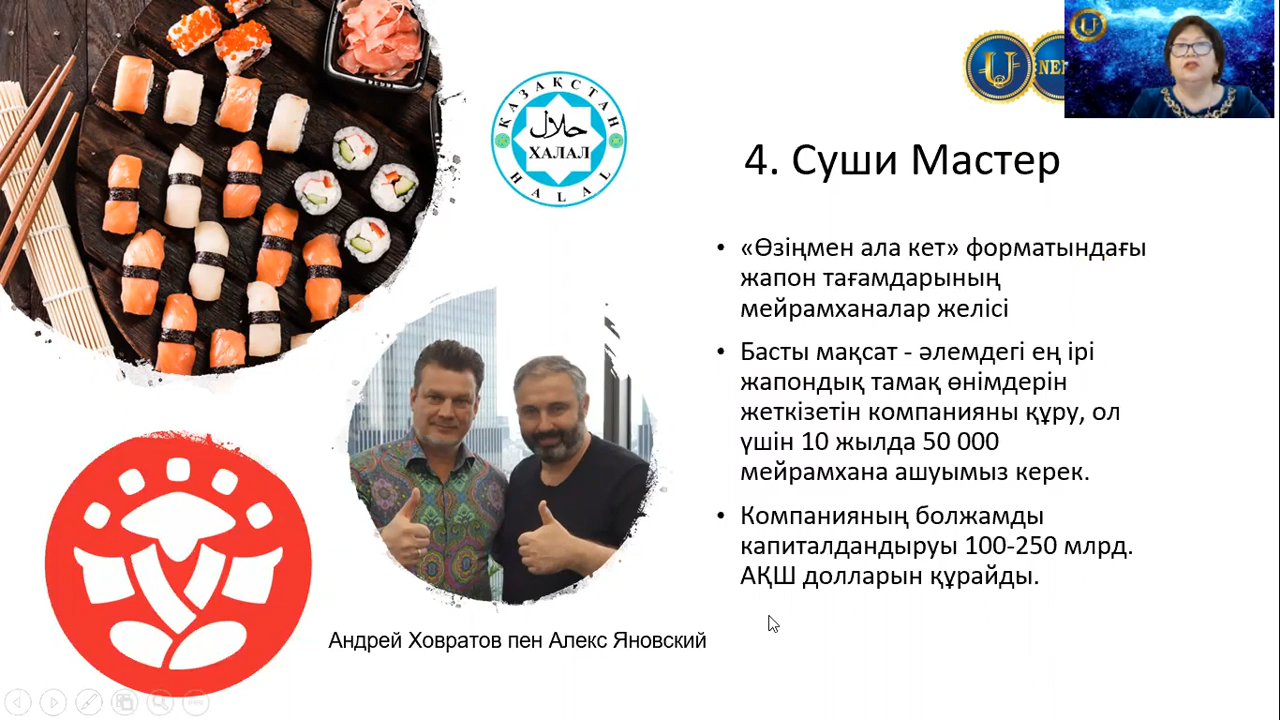 ҚАЗАҚСТАН
حلال
ХАЛАЛ
HALAL
4. Суши Мастер
• «Өзіңмен ала кет» форматындағы
жапон тағамдарының
мейрамханалар желісі
• Басты мақсат - әлемдегі ең ірі
жапондық тамақ өнімдерін
жеткізетін компанияны құру, ол
үшін 10 жылда 50 000
мейрамхана ашуымыз керек.
• Компанияның болжамды
капиталдандыруы 100-250 млрд.
АҚШ долларын құрайды.
Андрей Ховратов пен Алекс Яновский